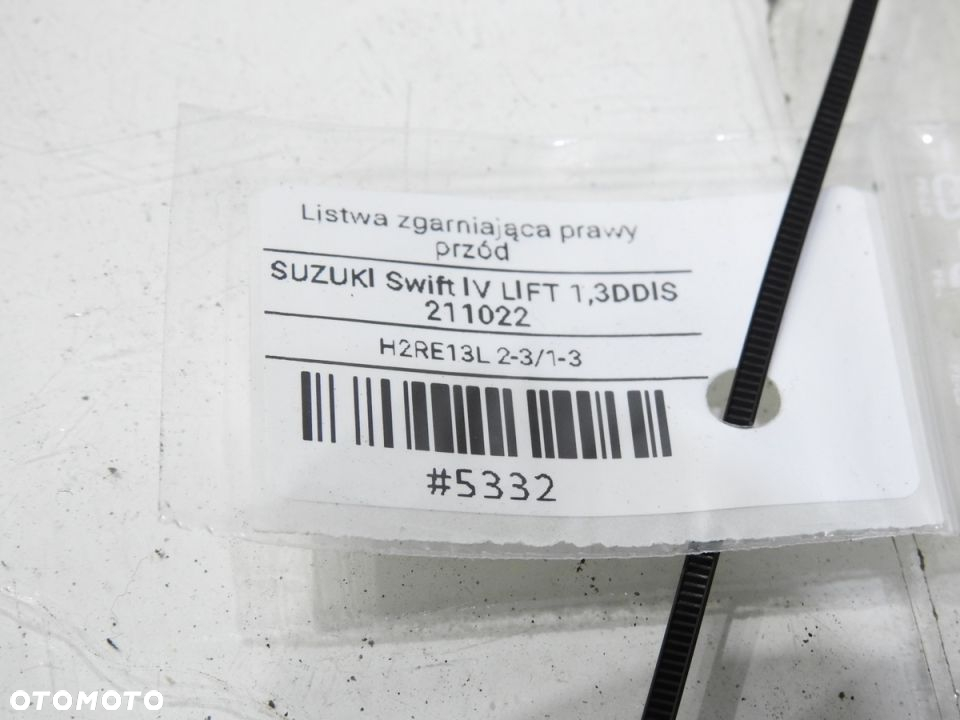 Listwa zgarniająca prawy
przód
SUZUKI Swift IV LIFT 1,3DDIS
211022
H2RE13L 2-3/1-3
#5332
OTOMOTO